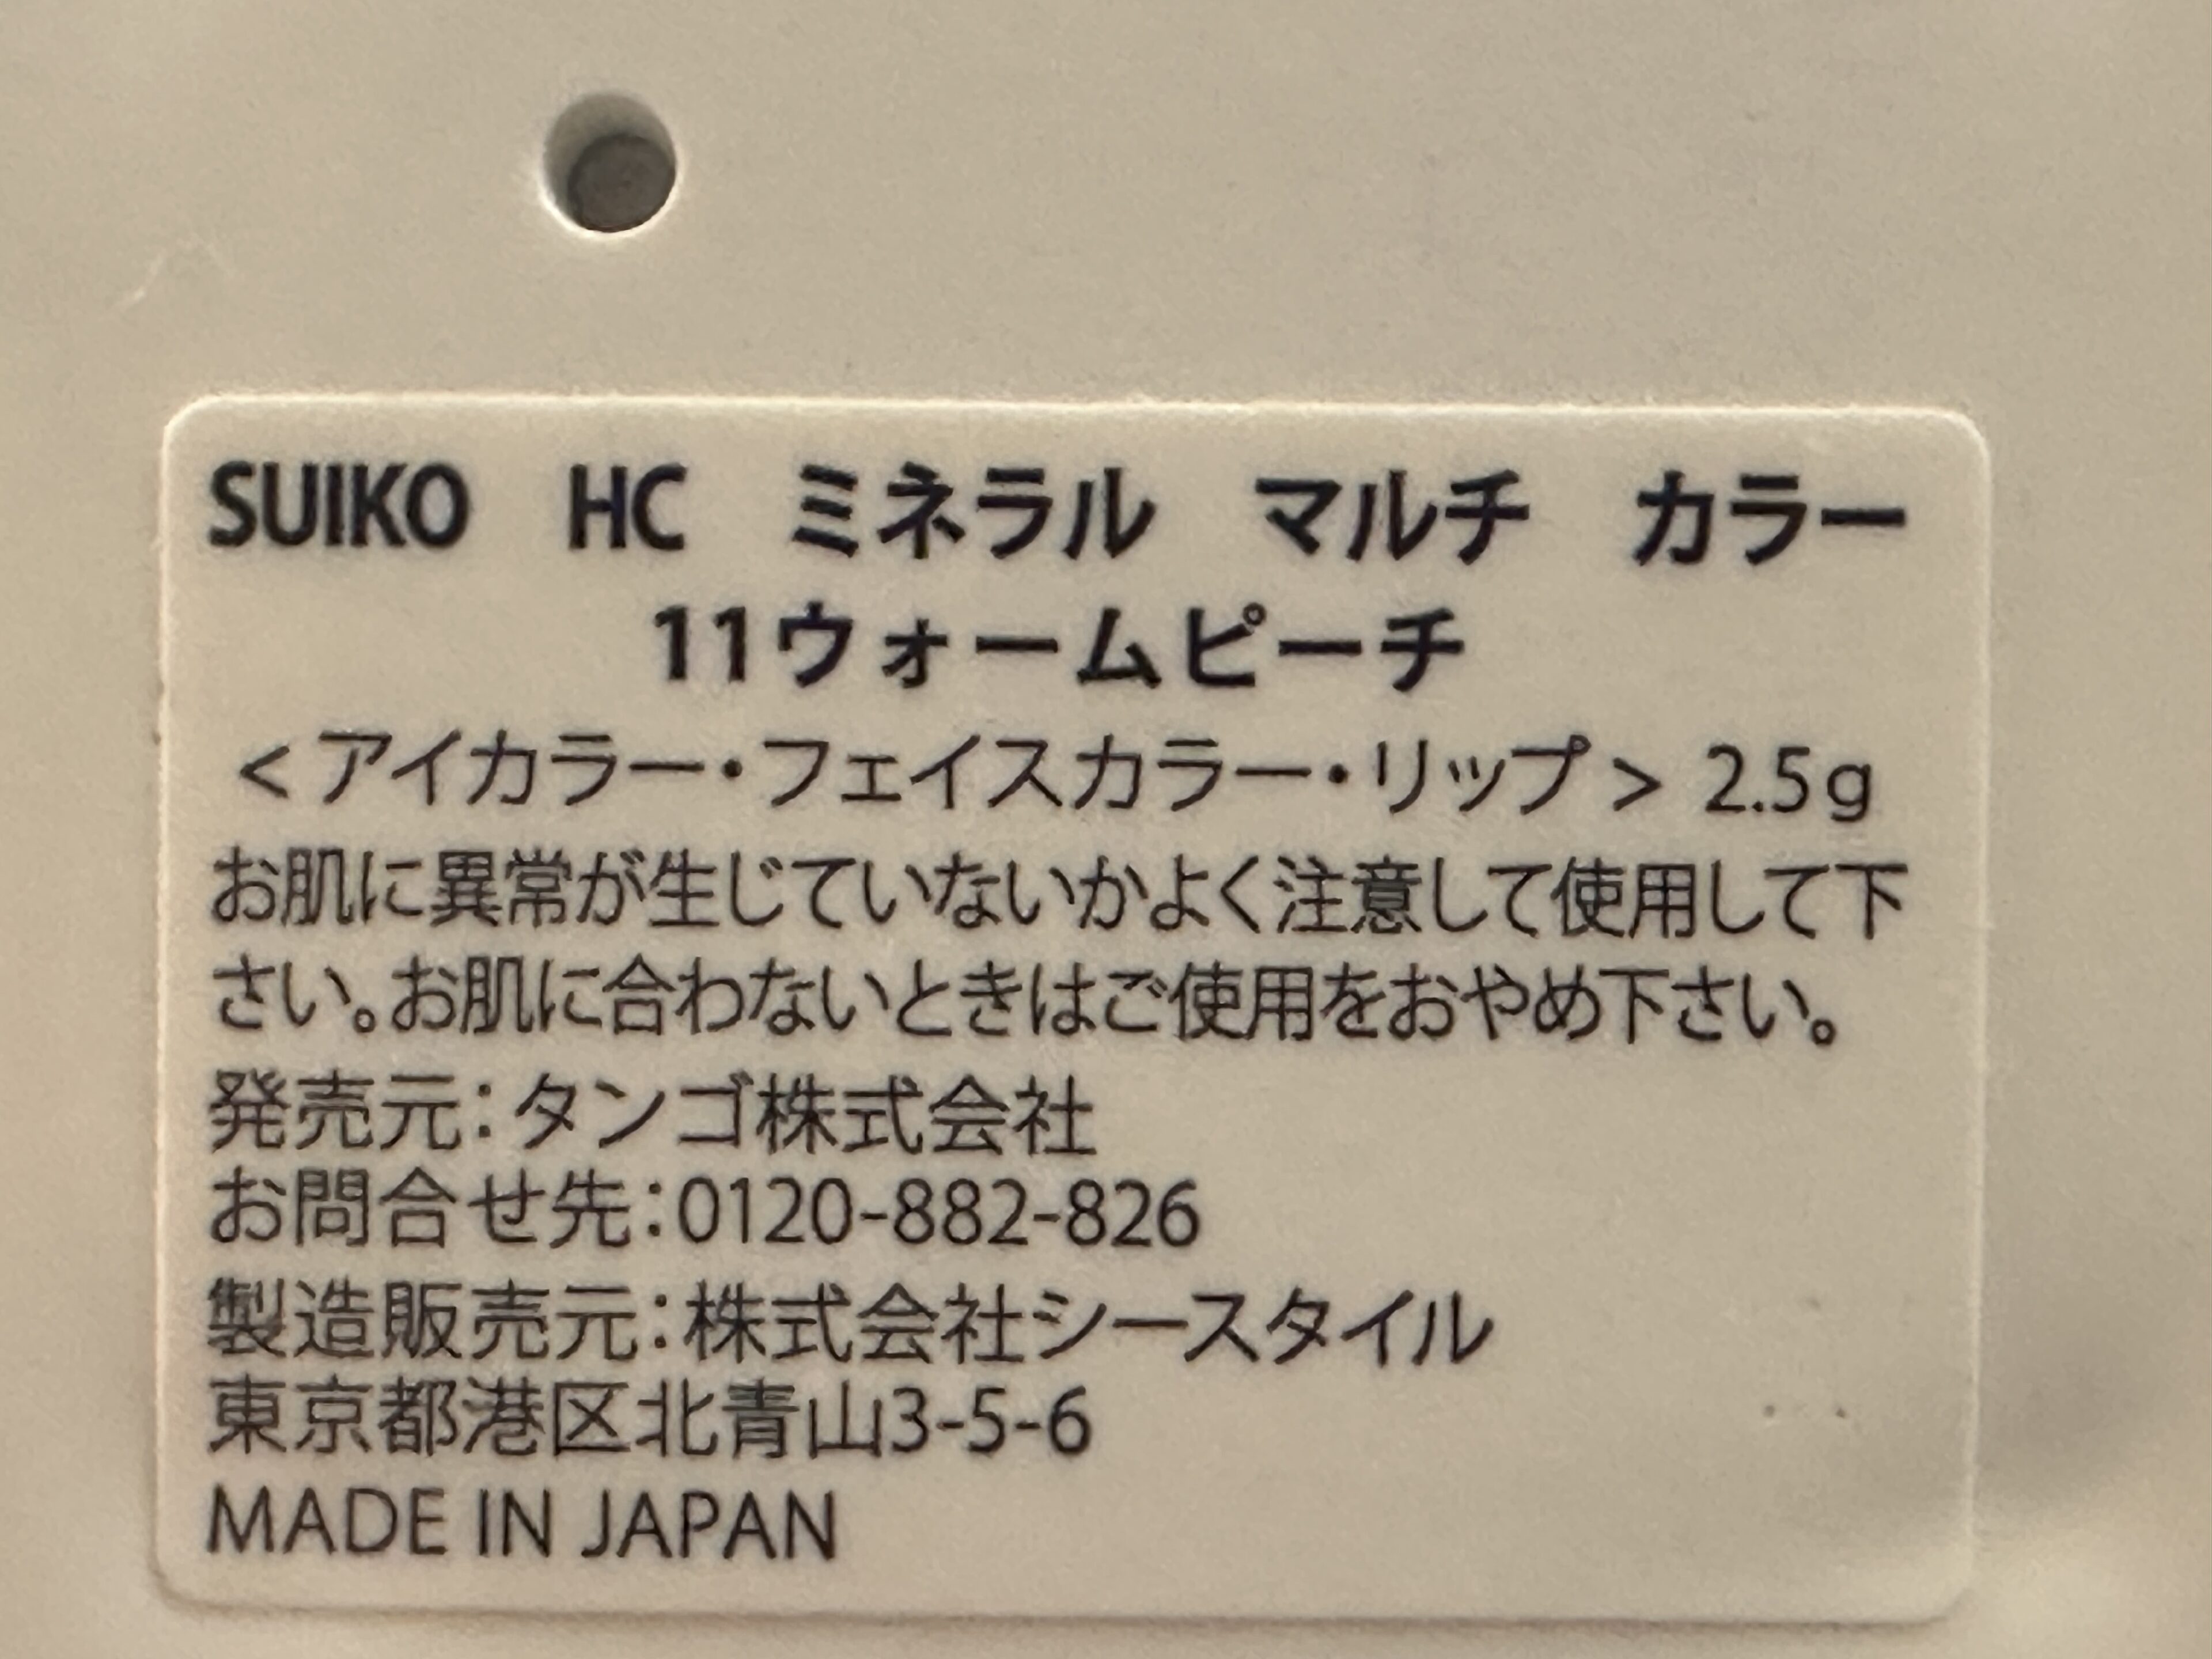 SUIKO　HC　ミネラル　マルチ　カラー
11ウォームピーチ
＜アイカラー・フェイスカラー・リップ＞ 2.5g
お肌に異常が生じていないかよく注意して使用して下
さい。お肌に合わないときはご使用をおやめ下さい。
発売元：タンゴ株式会社
お問合せ先：0120-882-826
製造販売元：株式会社シースタイル
東京都港区北青山3-5-6
MADE IN JAPAN